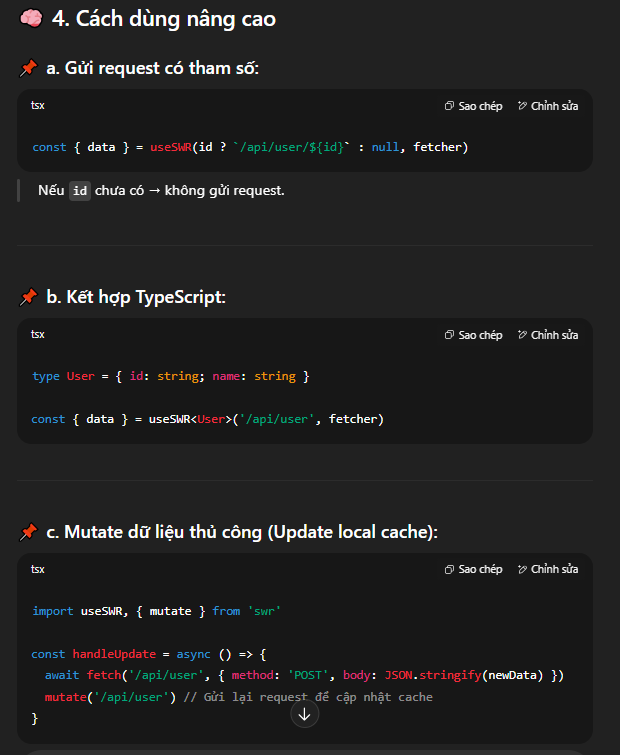 🧠 4. Cách dùng nâng cao
📌 a. Gửi request có tham số:
tsx
Sao chép
Chỉnh sửa
const { data } = useSWR(id ? `/api/user/${id}` : null, fetcher)
Nếu id chưa có → không gửi request.
📌 b. Kết hợp TypeScript:
tsx
Sao chép
Chỉnh sửa
type User = { id: string; name: string }
const { data } = useSWR<User>('/api/user', fetcher)
📌 c. Mutate dữ liệu thủ công (Update local cache):
tsx
Sao chép
Chỉnh sửa
import useSWR, { mutate } from 'swr'
const handleUpdate = async () => {
  await fetch('/api/user', { method: 'POST', body: JSON.stringify(newData) })
  mutate('/api/user') // Gửi lại request để cập nhật cache
}